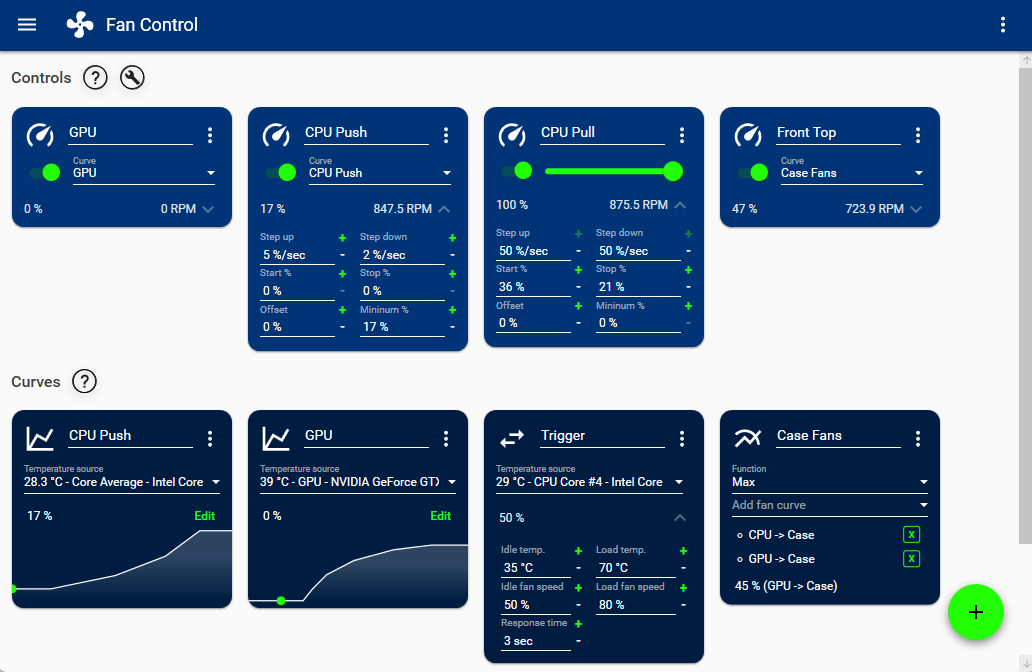 Fan Control
Controls ?
GPU
Curve
GPU
0 % 0 RPM
CPU Push
Curve
CPU Push
17 % 847.5 RPM
Step up + Step down +
5 %/sec - 2 %/sec -
Start % + Stop % +
0 % - 0 % -
Offset + Mininum % +
0 % - 17 % -
CPU Pull
100 % 875.5 RPM
Step up + Step down +
50 %/sec - 50 %/sec -
Start % + Stop % +
36 % - 21 % -
Offset + Mininum % +
0 % - 0 % -
Front Top
Curve
Case Fans
47 % 723.9 RPM
Curves ?
CPU Push
Temperature source
28.3 °C - Core Average - Intel Core
17 % Edit
GPU
Temperature source
39 °C - GPU - NVIDIA GeForce GTX
0 % Edit
Trigger
Temperature source
29 °C - CPU Core #4 - Intel Core
50 %
Idle temp. + Load temp. +
35 °C - 70 °C -
Idle fan speed + Load fan speed +
50 % - 80 % -
Response time +
3 sec -
Case Fans
Function
Max
Add fan curve
CPU -> Case X
GPU -> Case X
45 % (GPU -> Case)
+